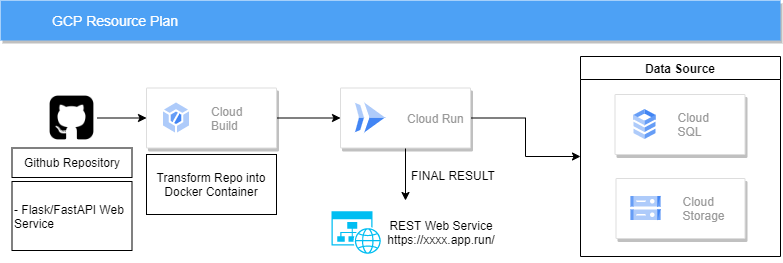 GCP Resource Plan
Data Source
Cloud
Build
Cloud Run
Cloud
SQL
Github Repository
Transform Repo into
Docker Container
FINAL RESULT
- Flask/FastAPI Web
Service
REST Web Service
https://xxxx.app.run/
Cloud
Storage